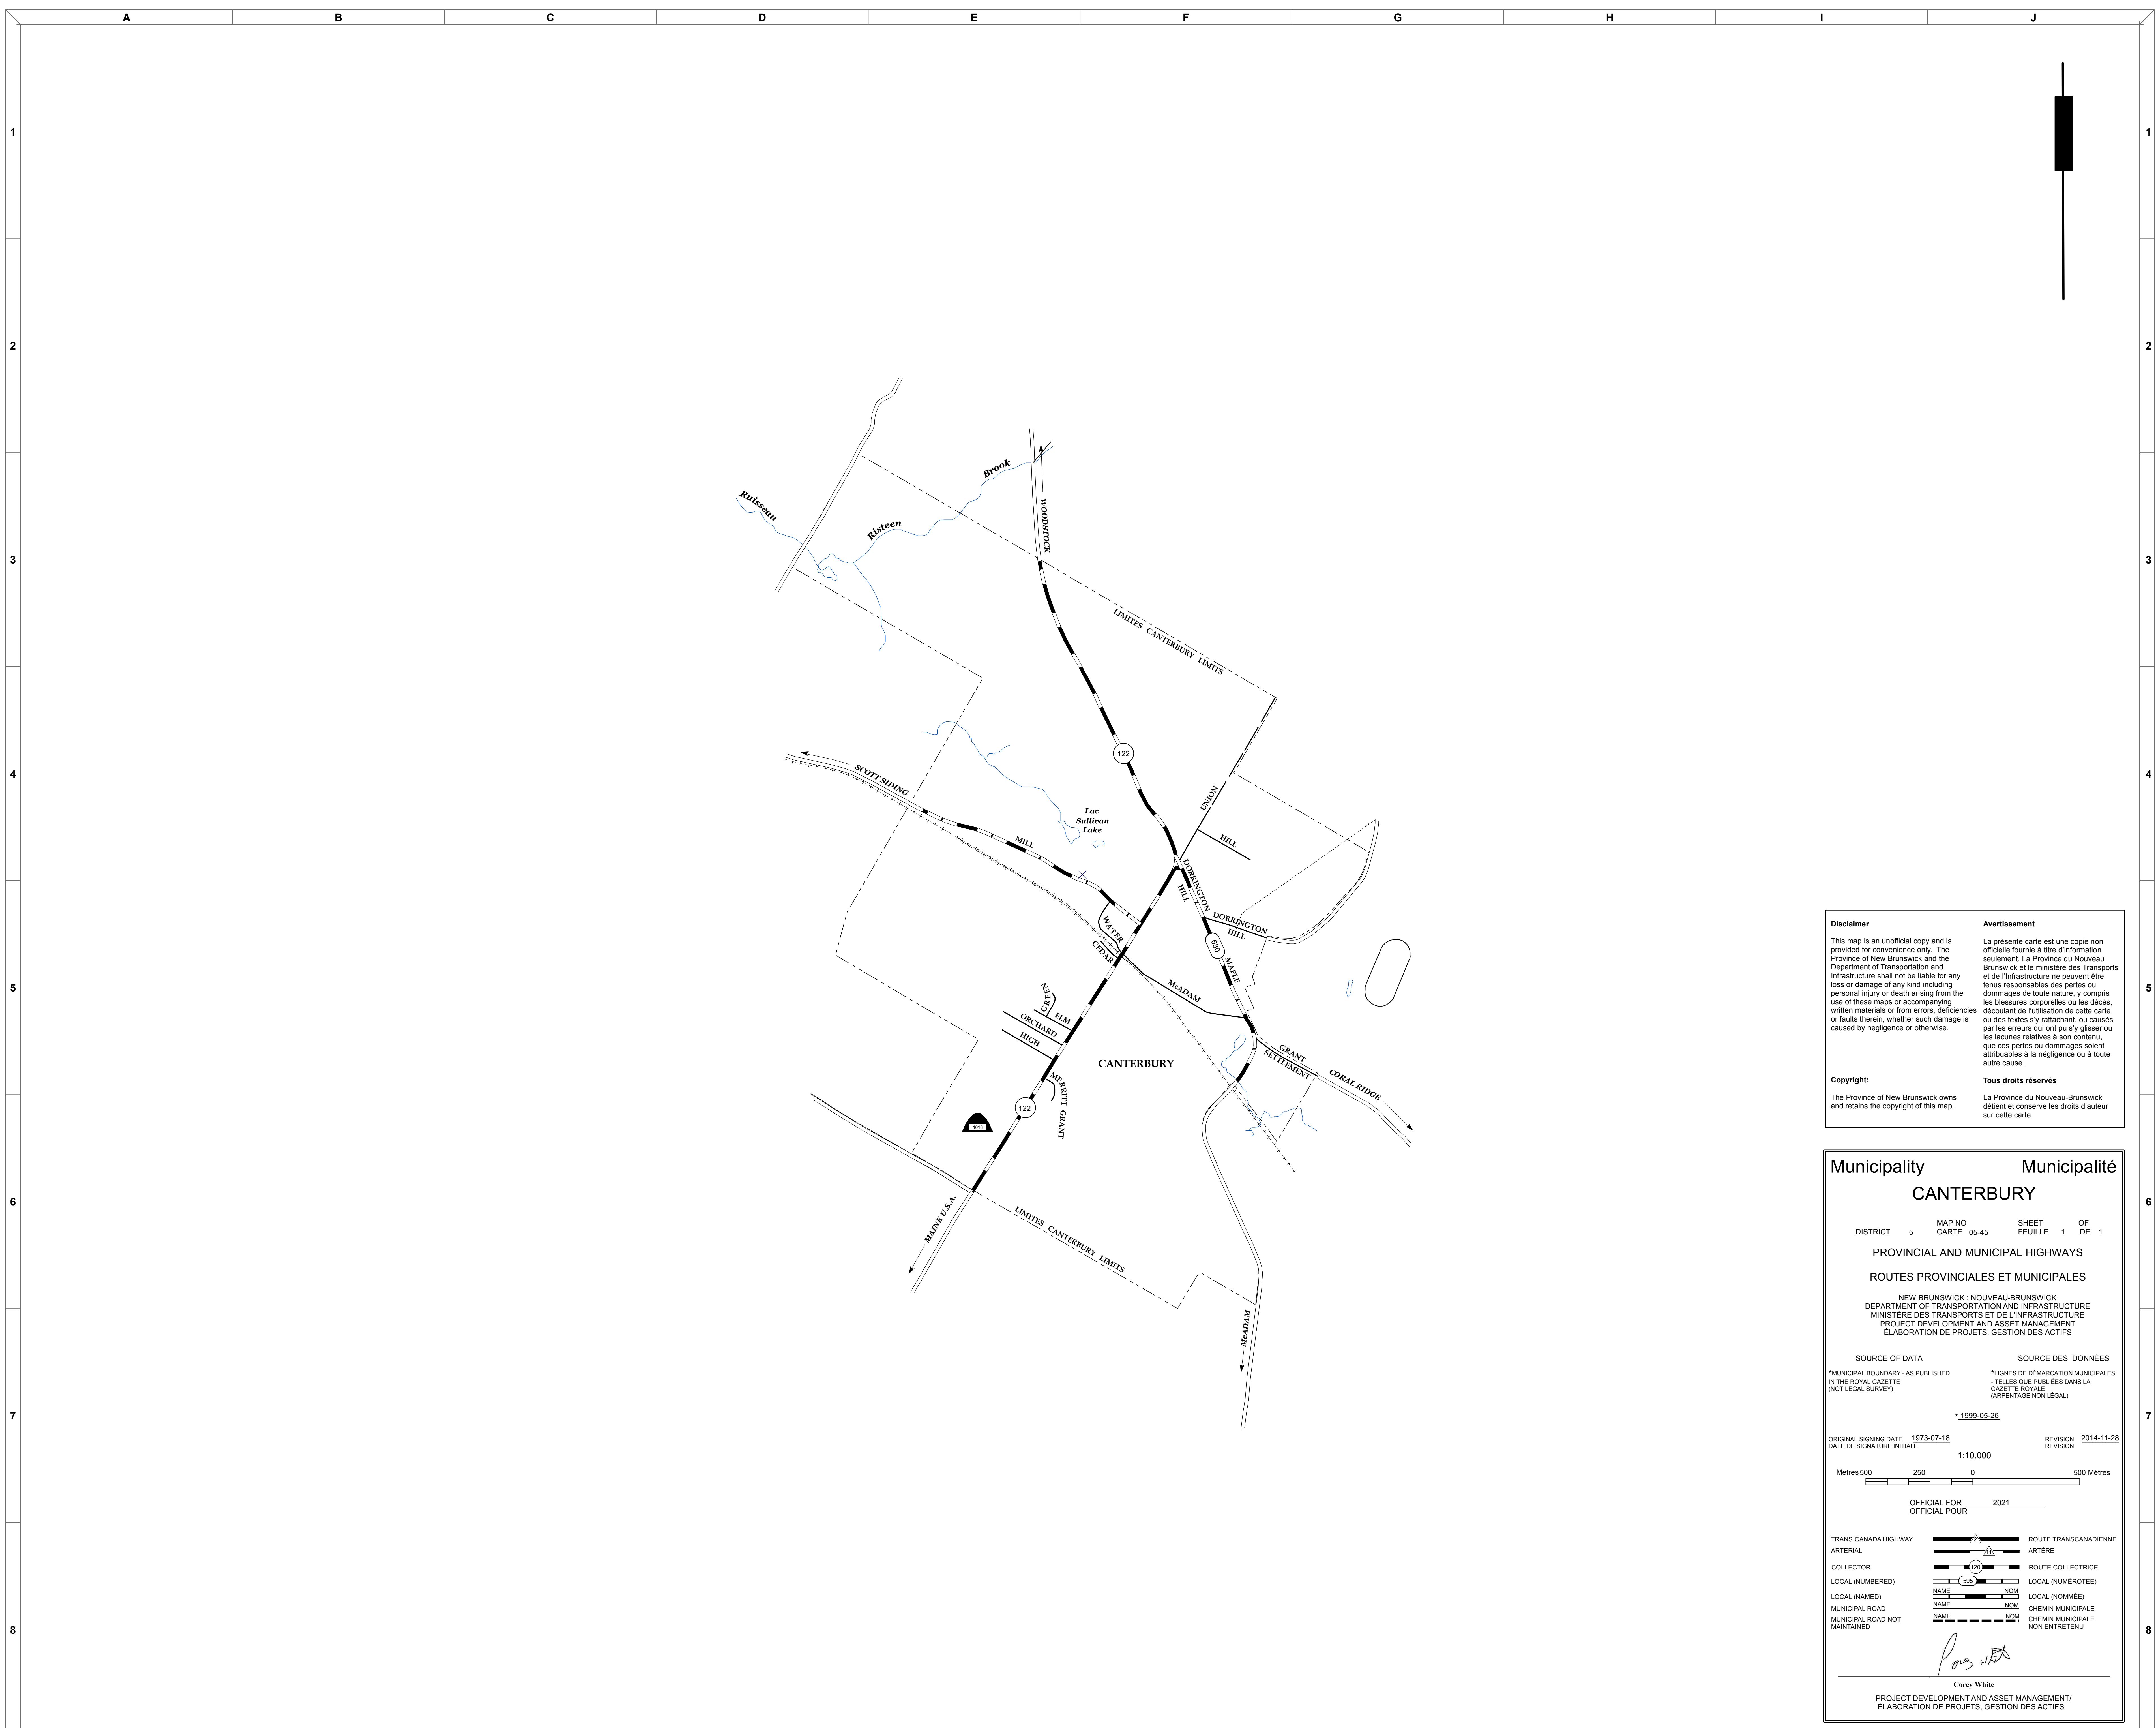 A B C D E F G H I J
1 1
2 2
3 3
4 4
5 5
6 6
7 7
8 8
Ruisseau
Risteen
Brook
WOODSTOCK
LIMITES CANTERBURY LIMITS
122
SCOTT SIDING
MILL
Lac
Sullivan
Lake
UNION
HILL
DORRINGTON
HILL
DORRINGTON
HILL
630
MAPLE
WATER
CEDAR
McADAM
GREEN
ELM
ORCHARD
HIGH
CANTERBURY
GRANT
SETTLEMENT
CORAL RIDGE
MERRITT GRANT
122
1015
MAINE U.S.A.
LIMITES CANTERBURY LIMITS
McADAM
Disclaimer
This map is an unofficial copy and is
provided for convenience only. The
Province of New Brunswick and the
Department of Transportation and
Infrastructure shall not be liable for any
loss or damage of any kind including
personal injury or death arising from the
use of these maps or accompanying
written materials or from errors, deficiencies
or faults therein, whether such damage is
caused by negligence or otherwise.
Copyright:
The Province of New Brunswick owns
and retains the copyright of this map.
Avertissement
La présente carte est une copie non
officielle fournie à titre d'information
seulement. La Province du Nouveau
Brunswick et le ministère des Transports
et de l'Infrastructure ne peuvent être
tenus responsables des pertes ou
dommages de toute nature, y compris
les blessures corporelles ou les décès,
découlant de l'utilisation de cette carte
ou des textes s'y rattachant, ou causés
par les erreurs qui ont pu s'y glisser ou
les lacunes relatives à son contenu,
que ces pertes ou dommages soient
attribuables à la négligence ou à toute
autre cause.
Tous droits réservés
La Province du Nouveau-Brunswick
détient et conserve les droits d'auteur
sur cette carte.
Municipality Municipalité
CANTERBURY
MAP NO SHEET OF
DISTRICT 5 CARTE 05-45 FEUILLE 1 DE 1
PROVINCIAL AND MUNICIPAL HIGHWAYS
ROUTES PROVINCIALES ET MUNICIPALES
NEW BRUNSWICK : NOUVEAU-BRUNSWICK
DEPARTMENT OF TRANSPORTATION AND INFRASTRUCTURE
MINISTÈRE DES TRANSPORTS ET DE L'INFRASTRUCTURE
PROJECT DEVELOPMENT AND ASSET MANAGEMENT
ÉLABORATION DE PROJETS, GESTION DES ACTIFS
SOURCE OF DATA SOURCE DES DONNÉES
*MUNICIPAL BOUNDARY - AS PUBLISHED
IN THE ROYAL GAZETTE
(NOT LEGAL SURVEY)
*LIGNES DE DÉMARCATION MUNICIPALES
- TELLES QUE PUBLIÉES DANS LA
GAZETTE ROYALE
(ARPENTAGE NON LÉGAL)
* 1999-05-26
ORIGINAL SIGNING DATE 1973-07-18 REVISION 2014-11-28
DATE DE SIGNATURE INITIALE REVISION
1:10,000
Metres 500 250 0 500 Mètres
OFFICIAL FOR 2021
OFFICIAL POUR
TRANS CANADA HIGHWAY 2 ROUTE TRANSCANADIENNE
ARTERIAL 11 ARTÈRE
COLLECTOR 120 ROUTE COLLECTRICE
LOCAL (NUMBERED) 595 LOCAL (NUMÉROTÉE)
LOCAL (NAMED) NAME NOM LOCAL (NOMMÉE)
MUNICIPAL ROAD NAME NOM CHEMIN MUNICIPALE
MUNICIPAL ROAD NOT NAME NOM CHEMIN MUNICIPALE
MAINTAINED NON ENTRETENU
Corey White
Corey White
PROJECT DEVELOPMENT AND ASSET MANAGEMENT/
ÉLABORATION DE PROJETS, GESTION DES ACTIFS